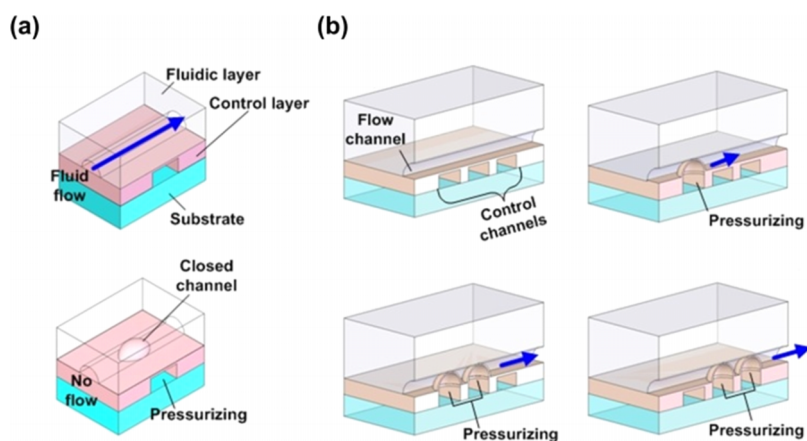 (a)
Fluidic layer
Control layer
Fluid
flow
Substrate
Closed
channel
No
flow
Pressurizing
(b)
Flow
channel
Control
channels
Pressurizing
Pressurizing
Pressurizing